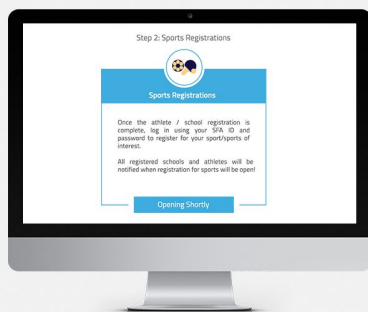 Step 2: Sports Registrations
Sports Registrations
Once the athlete / school registration is
complete, log in using your SFA ID and
password to register for your sport/sports of
interest.
All registered schools and athletes will be
notified when registration for sports will be open!
Opening Shortly